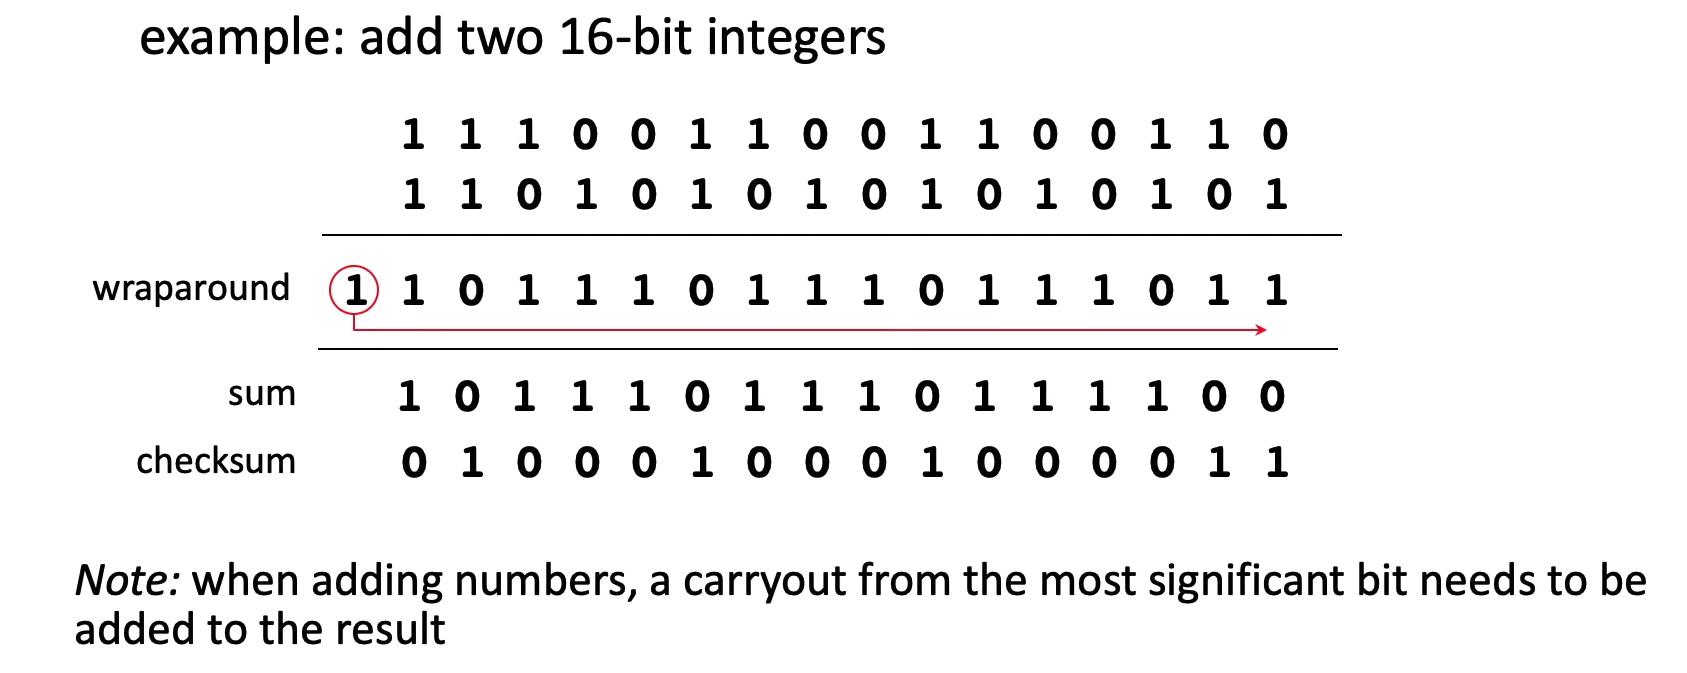 example: add two 16-bit integers
1 1 1 0 0 1 1 0 0 1 1 0 0 1 1 0
1 1 0 1 0 1 0 1 0 1 0 1 0 1 0 1
wraparound 1 1 0 1 1 1 0 1 1 1 0 1 1 1 0 1 1
sum 1 0 1 1 1 0 1 1 1 0 1 1 1 1 0 0
checksum 0 1 0 0 0 1 0 0 0 1 0 0 0 0 1 1
Note: when adding numbers, a carryout from the most significant bit needs to be
added to the result